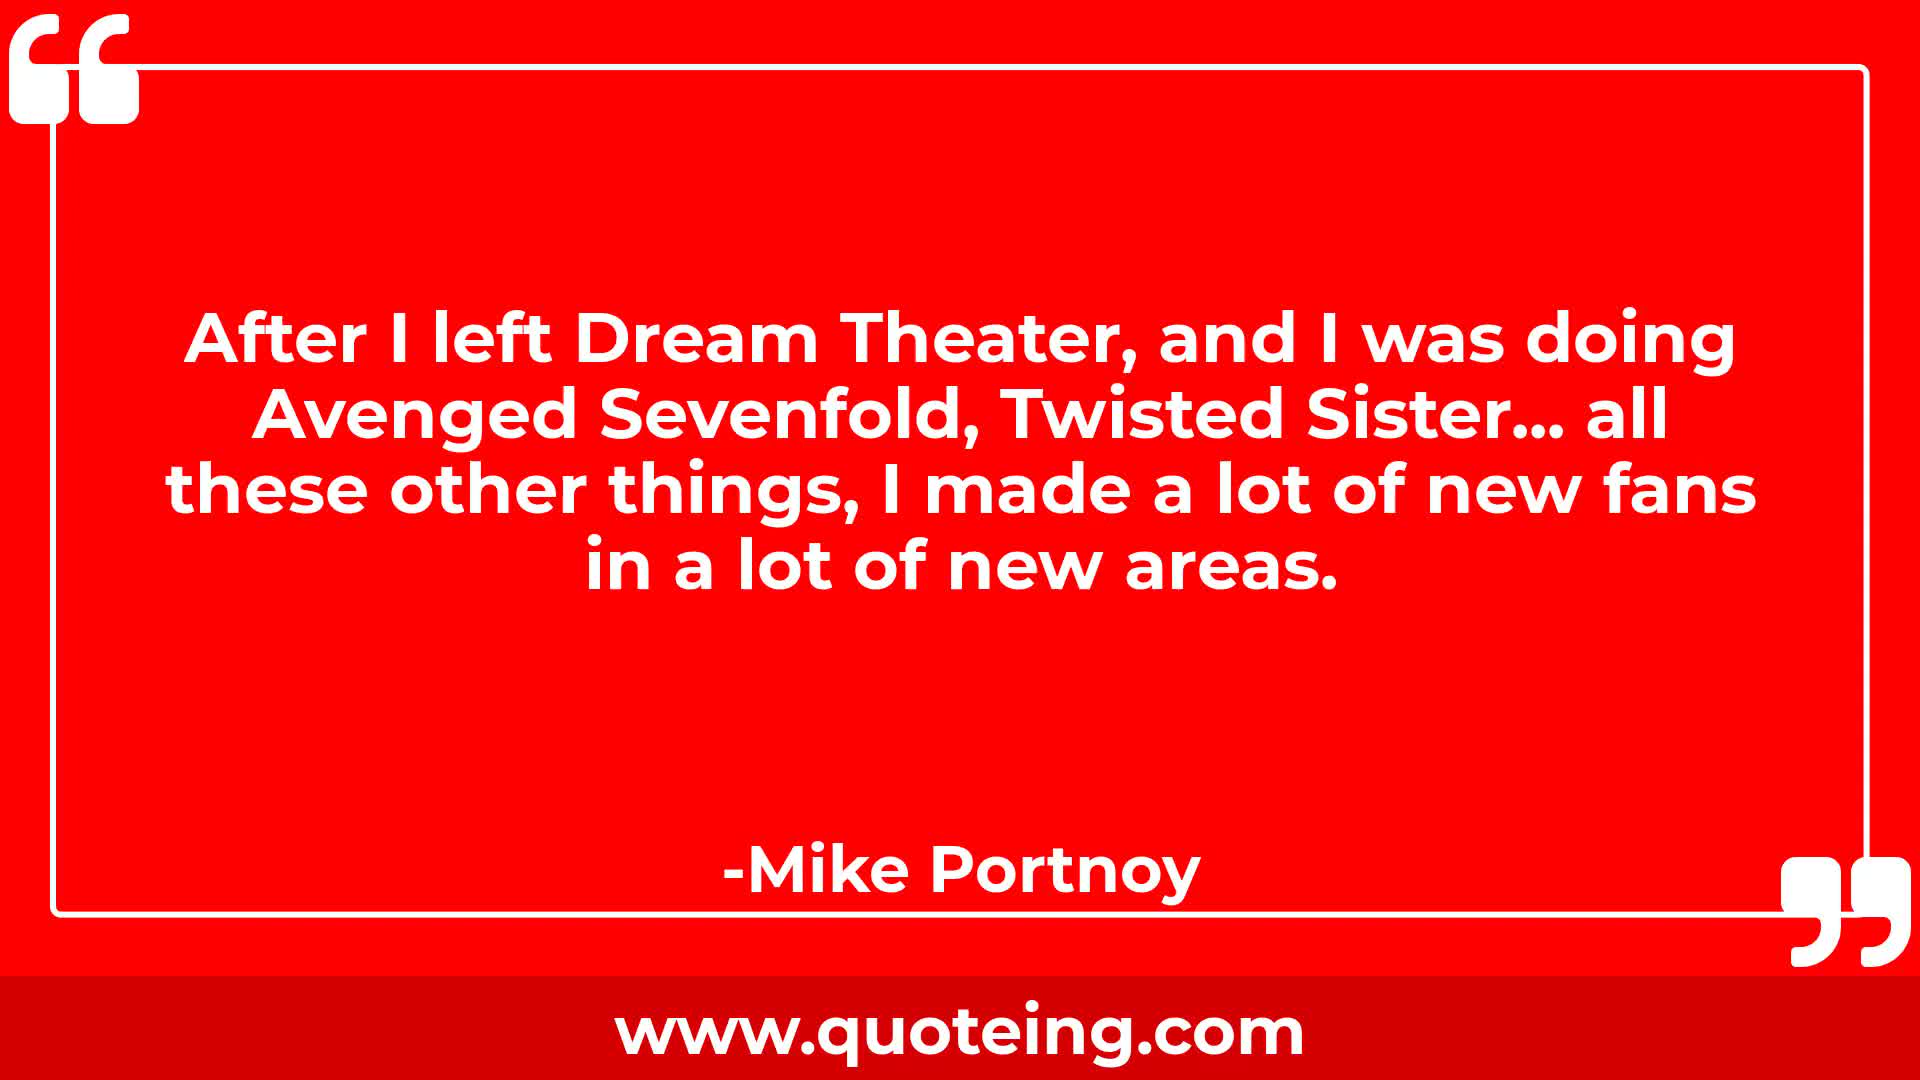 After I left Dream Theater, and I was doing
Avenged Sevenfold, Twisted Sister... all
these other things, I made a lot of new fans
in a lot of new areas.
-Mike Portnoy
www.quoteing.com